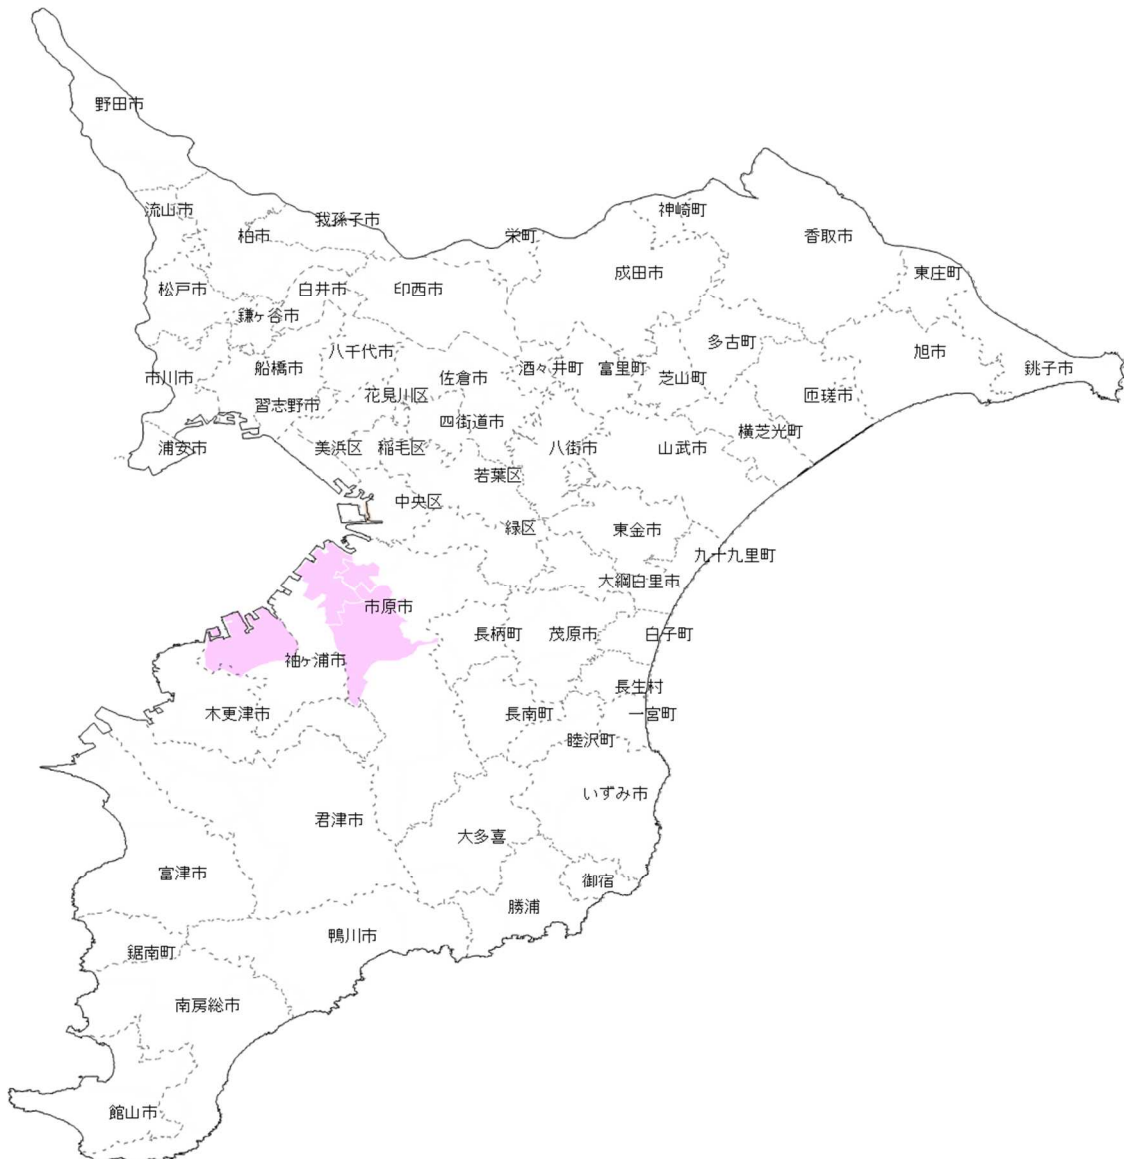 野田市
流山市
我孫子市
柏市
栄町
神崎町
香取市
成田市
東庄町
松戸市
白井市
印西市
鎌ヶ谷市
多古町
旭市
八千代市
船橋市
酒々井町
富里町
銚子市
市川市
佐倉市
芝山町
花見川区
匝瑳市
習志野市
四街道市
横芝光町
浦安市
美浜区
稲毛区
八街市
山武市
若葉区
中央区
緑区
東金市
九十九里町
大綱白里市
市原市
長柄町
茂原市
白子町
袖ヶ浦市
長生村
木更津市
長南町
一宮町
睦沢町
いずみ市
君津市
大多喜
富津市
御宿
勝浦
鴨川市
鋸南町
南房総市
館山市